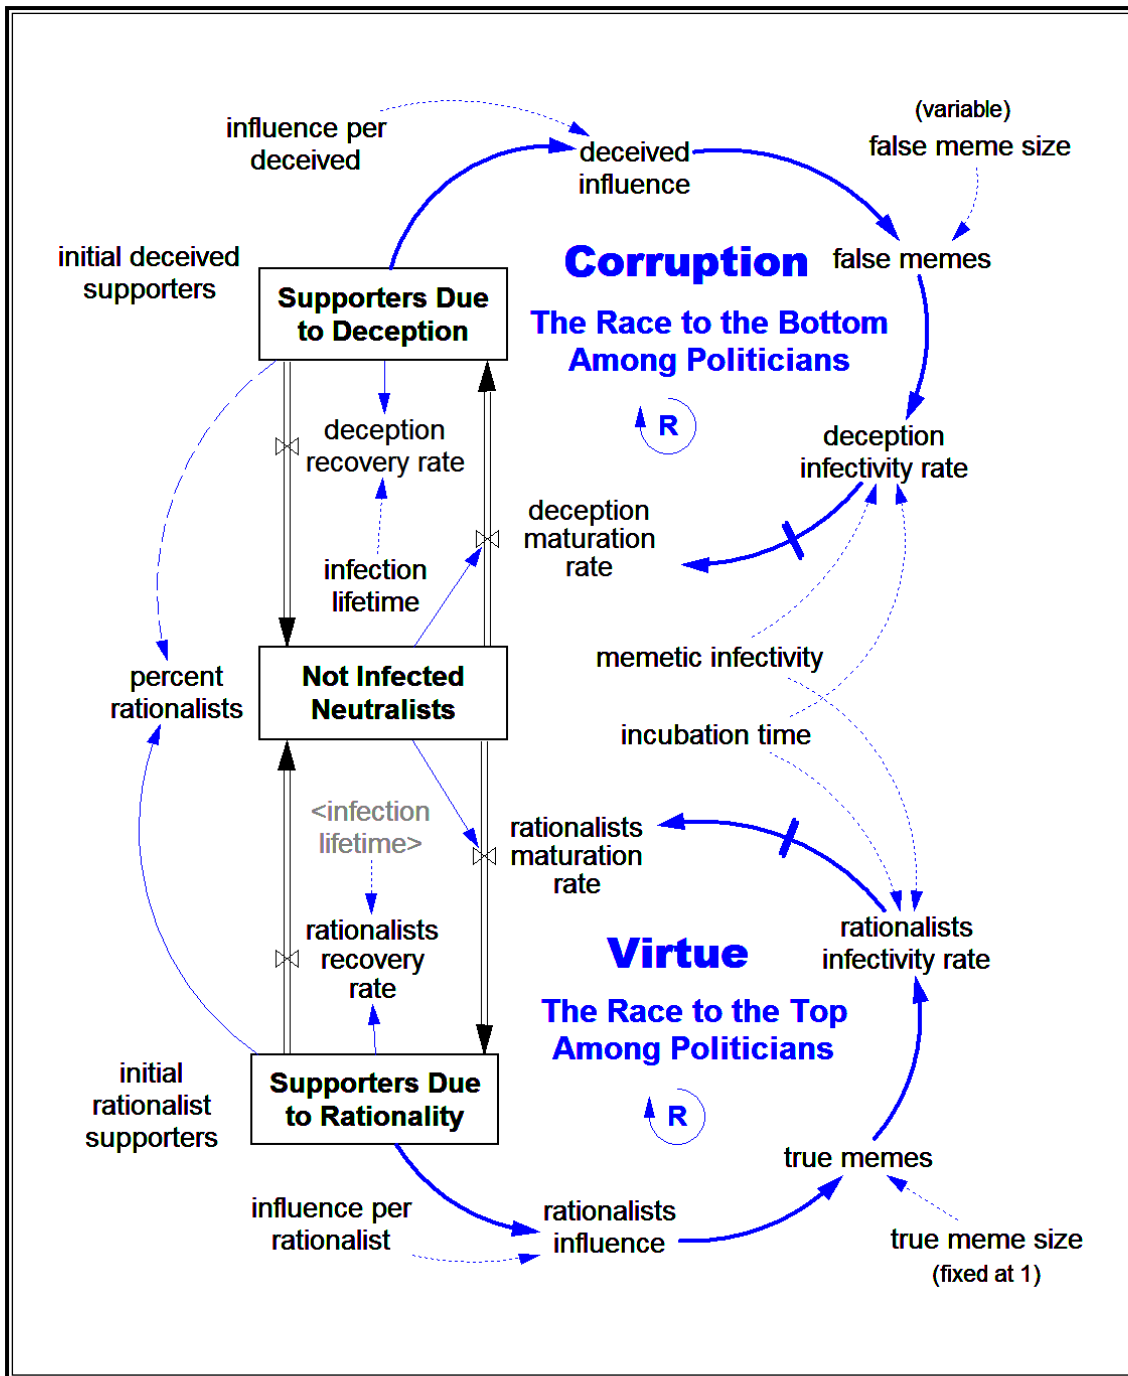 (variable)
false meme size
influence per
deceived
deceived
influence
initial deceived
supporters
Corruption
false memes
Supporters Due
to Deception
The Race to the Bottom
Among Politicians
R
deception
recovery rate
deception
infectivity rate
deception
maturation
rate
infection
lifetime
memetic infectivity
percent
rationalists
Not Infected
Neutralists
incubation time
<infection
lifetime>
rationalists
maturation
rate
rationalists
recovery
rate
rationalists
infectivity rate
Virtue
The Race to the Top
Among Politicians
R
initial
rationalist
supporters
Supporters Due
to Rationality
true memes
influence per
rationalist
rationalists
influence
true meme size
(fixed at 1)